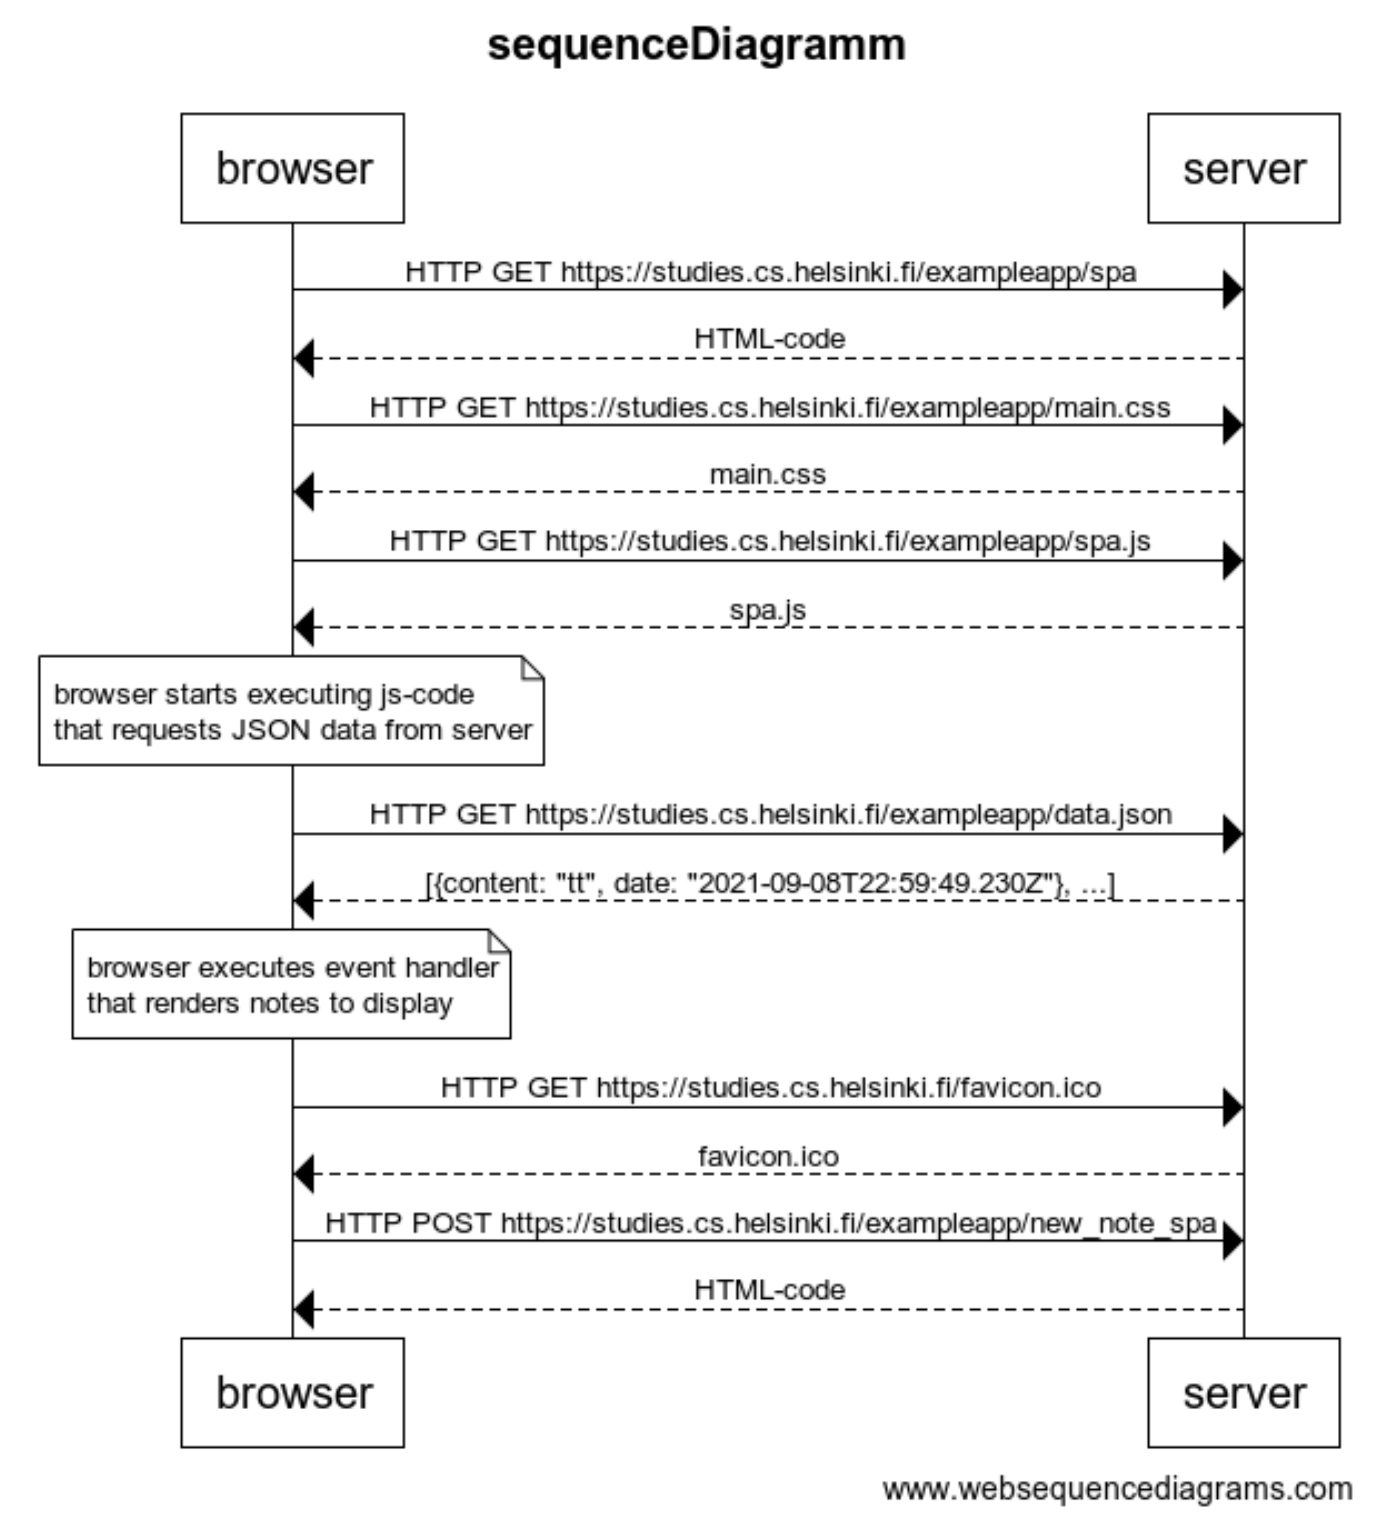 sequenceDiagramm
browser
server
HTTP GET https://studies.cs.helsinki.fi/exampleapp/spa
HTML-code
HTTP GET https://studies.cs.helsinki.fi/exampleapp/main.css
main.css
HTTP GET https://studies.cs.helsinki.fi/exampleapp/spa.js
spa.js
browser starts executing js-code
that requests JSON data from server
HTTP GET https://studies.cs.helsinki.fi/exampleapp/data.json
[{content: "tt", date: "2021-09-08T22:59:49.230Z"}, ...]
browser executes event handler
that renders notes to display
HTTP GET https://studies.cs.helsinki.fi/favicon.ico
favicon.ico
HTTP POST https://studies.cs.helsinki.fi/exampleapp/new_note_spa
HTML-code
browser
server
www.websequencediagrams.com